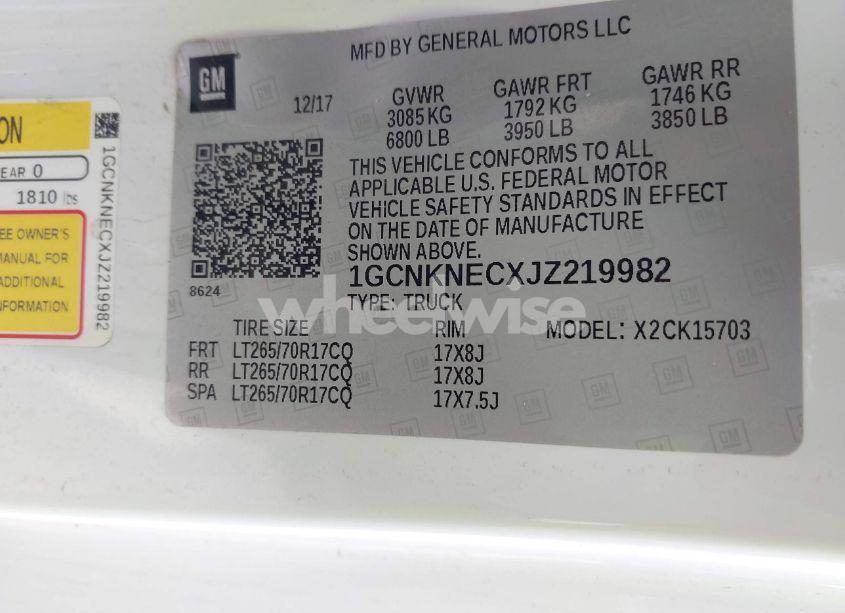 MFD BY GENERAL MOTORS LLC
GM
12/17
GVWR
3085 KG
6800 LB
GAWR FRT
1792 KG
3950 LB
GAWR RR
1746 KG
3850 LB
THIS VEHICLE CONFORMS TO ALL
APPLICABLE U.S. FEDERAL MOTOR
VEHICLE SAFETY STANDARDS IN EFFECT
ON THE DATE OF MANUFACTURE
SHOWN ABOVE.
8624
1GCNKNECXJZ219982
TYPE: TRUCK
TIRE SIZE RIM MODEL: X2CK15703
FRT LT265/70R17CQ 17X8J
RR LT265/70R17CQ 17X8J
SPA LT265/70R17CQ 17X7.5J
wheelwise
ON
EAR 0
1810 lbs
EE OWNER'S
MANUAL FOR
ADDITIONAL
NFORMATION
1GCNKNECXJZ219982